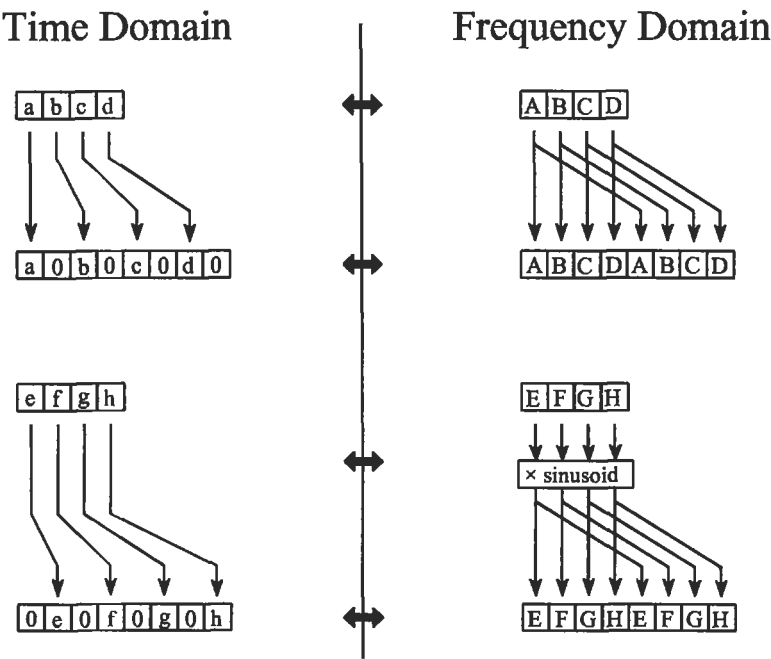 Time Domain
Frequency Domain
a b c d
A B C D
a 0 b 0 c 0 d 0
A B C D A B C D
e f g h
E F G H
× sinusoid
0 e 0 f 0 g 0 h
E F G H E F G H